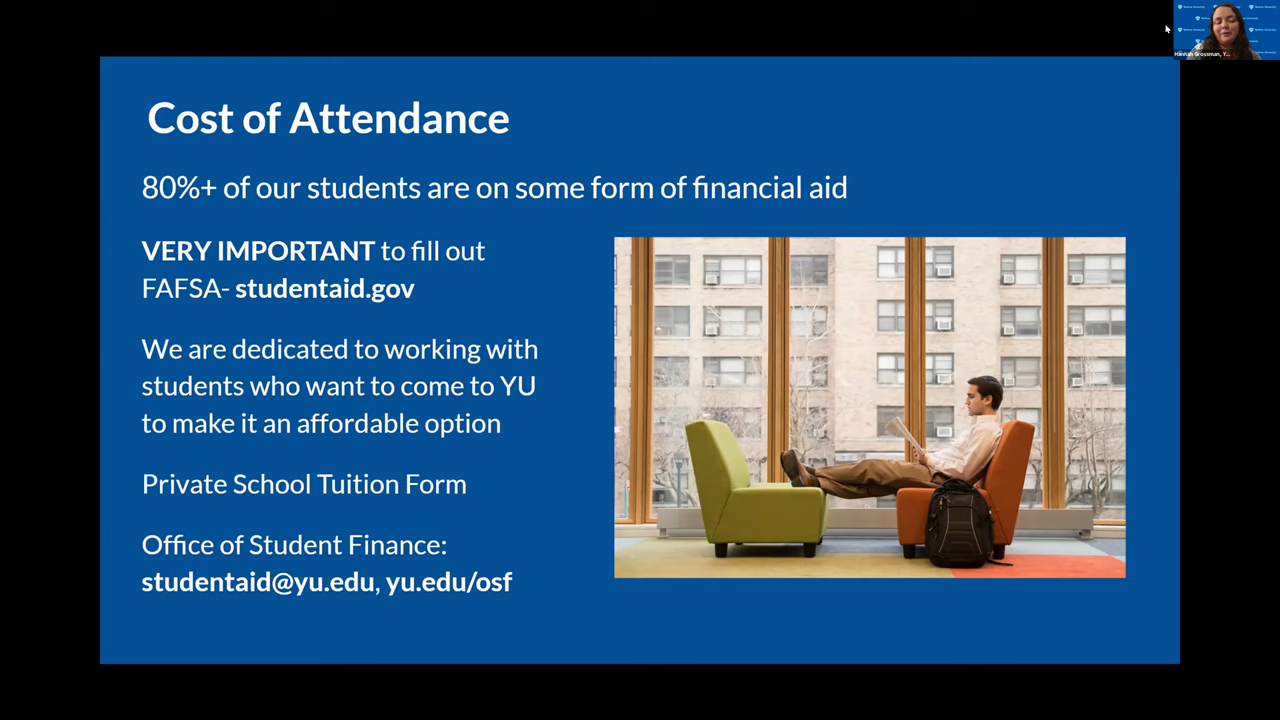 Cost of Attendance
80%+ of our students are on some form of financial aid
VERY IMPORTANT to fill out
FAFSA- studentaid.gov
We are dedicated to working with
students who want to come to YU
to make it an affordable option
Private School Tuition Form
Office of Student Finance:
studentaid@yu.edu, yu.edu/osf
Hannah Grossman, Y...